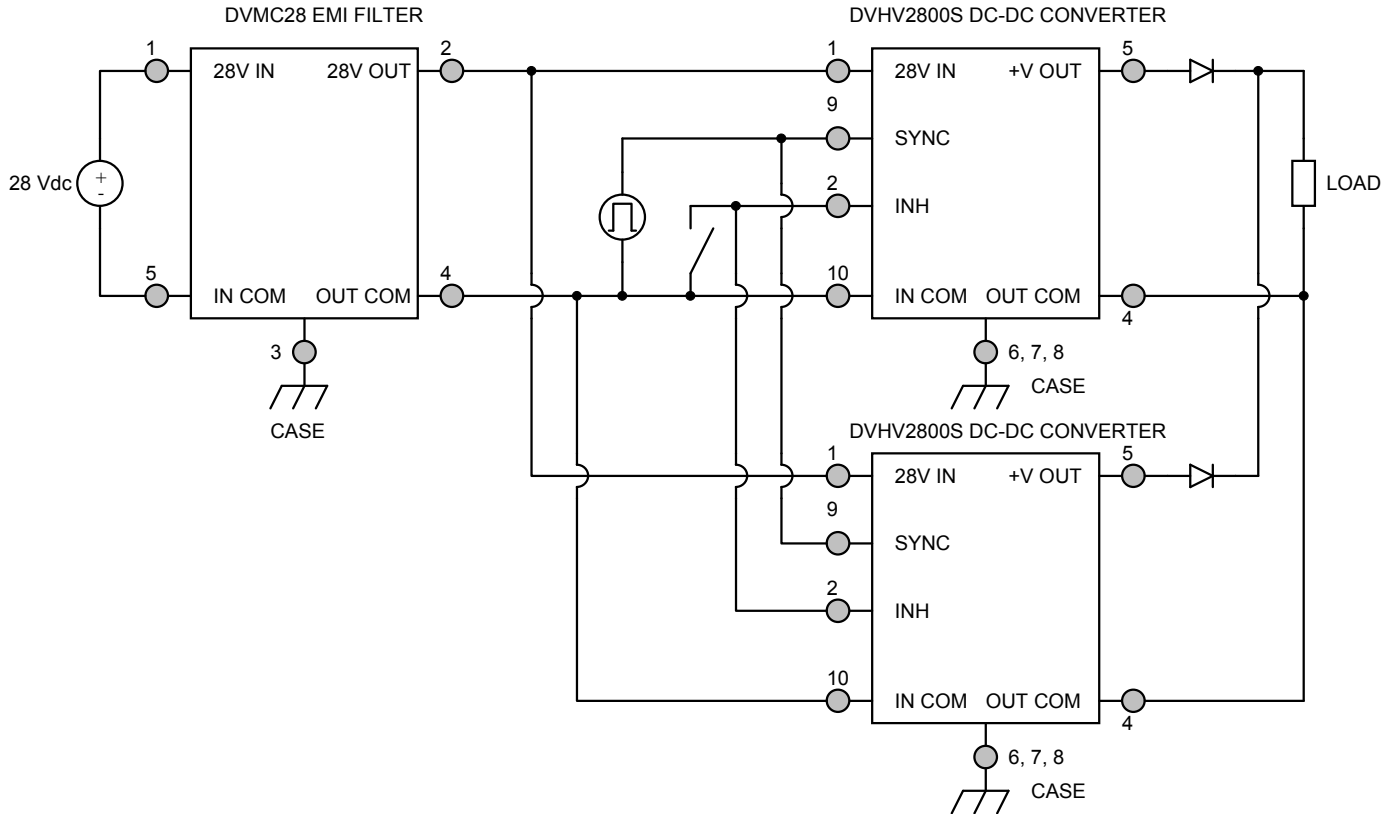 DVMC28 EMI FILTER
DVHV2800S DC-DC CONVERTER
1
2
1
5
28V IN
28V OUT
28V IN
+V OUT
9
SYNC
28 Vdc
+
-
2
INH
LOAD
5
4
10
IN COM
OUT COM
IN COM
OUT COM
4
3
6, 7, 8
CASE
CASE
DVHV2800S DC-DC CONVERTER
1
5
28V IN
+V OUT
9
SYNC
2
INH
10
IN COM
OUT COM
4
6, 7, 8
CASE